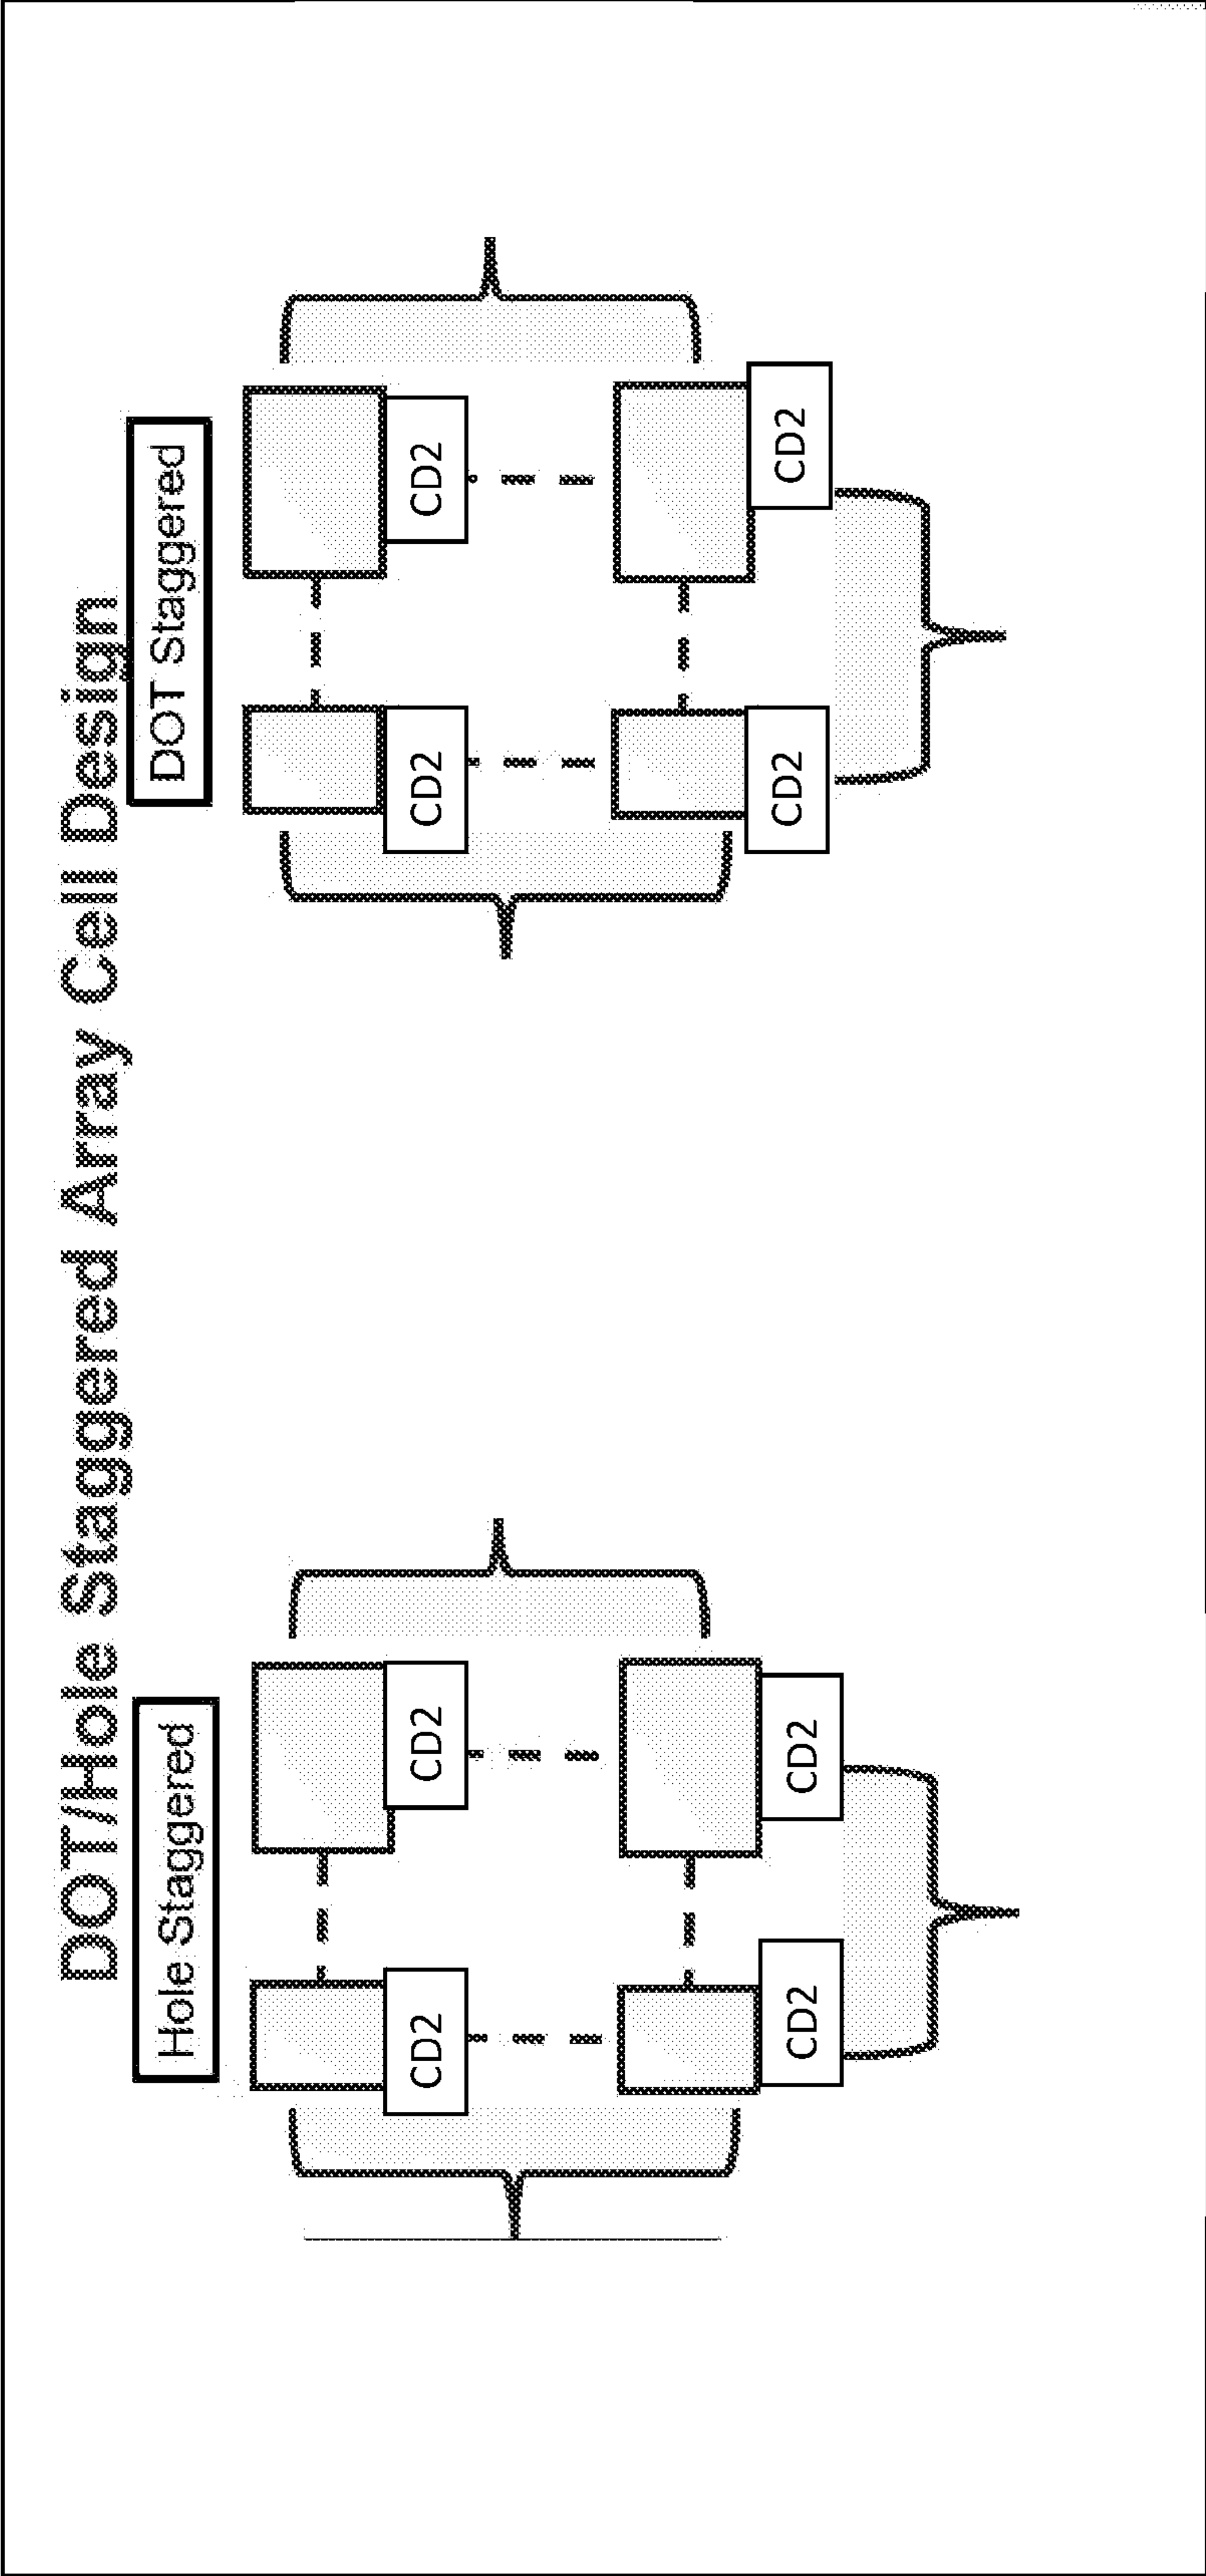 DOT/Hole Staggered Array Cell Design
Hole Staggered
DOT Staggered
CD2
CD2
CD2
CD2
CD2
CD2
CD2
CD2